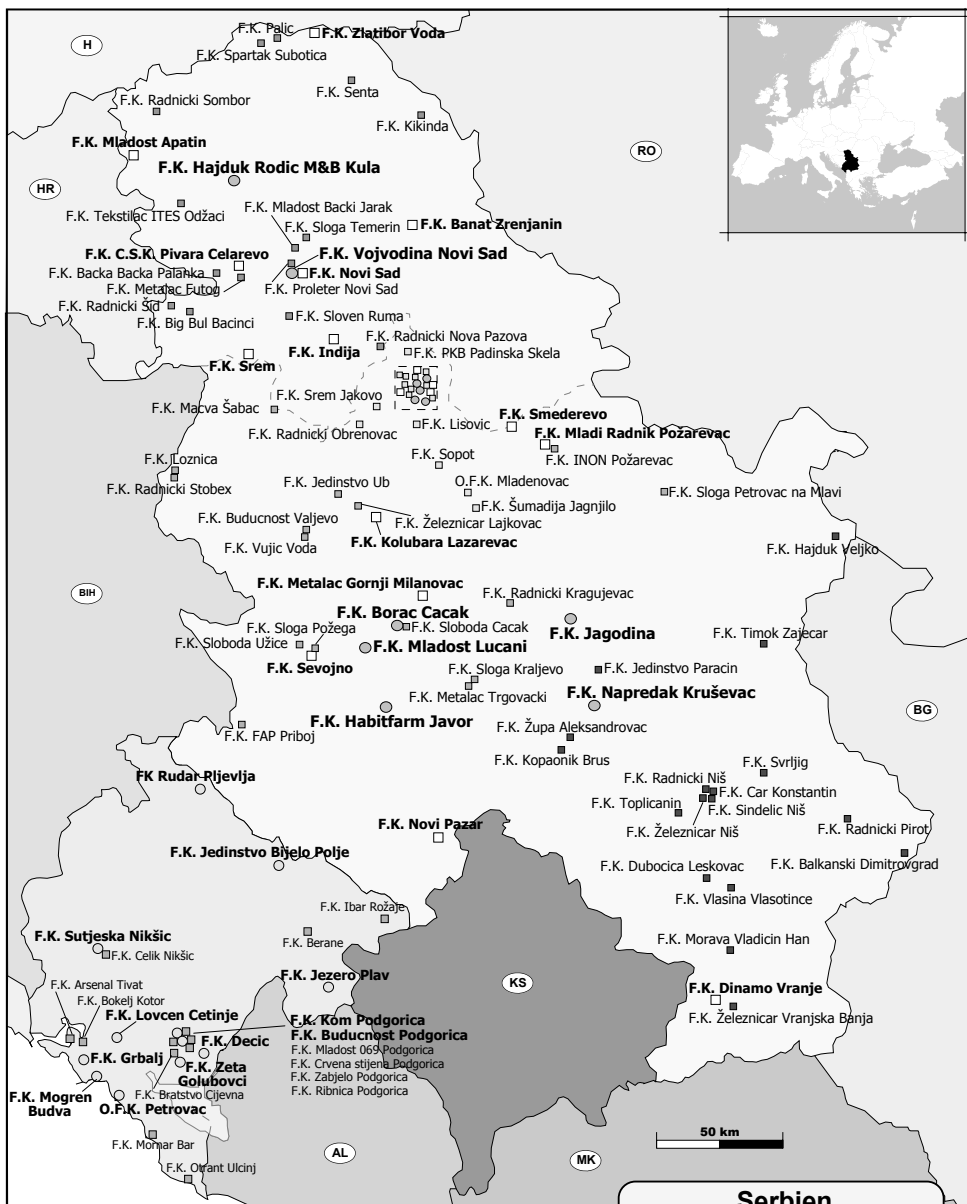 H
F.K. Palic
F.K. Zlatibor Voda
F.K. Spartak Subotica
F.K. Senta
F.K. Radnicki Sombor
F.K. Kikinda
F.K. Mladost Apatin
RO
F.K. Hajduk Rodic M&B Kula
HR
F.K. Tekstilac ITES Odžaci
F.K. Mladost Backi Jarak
F.K. Sloga Temerin
F.K. Banat Zrenjanin
F.K. C.S.K. Pivara Celarevo
F.K. Vojvodina Novi Sad
F.K. Backa Backa Palanka
F.K. Novi Sad
F.K. Metalac Futog
F.K. Proleter Novi Sad
F.K. Radnicki Šid
F.K. Big Bul Bacinci
F.K. Sloven Ruma
F.K. Radnicki Nova Pazova
F.K. Indija
F.K. PKB Padinska Skela
F.K. Srem
F.K. Srem Jakovo
F.K. Macva Šabac
F.K. Smederevo
F.K. Radnicki Obrenovac
F.K. Lisovic
F.K. Mladi Radnik Požarevac
F.K. Sopot
F.K. INON Požarevac
F.K. Loznica
F.K. Radnicki Stobex
F.K. Jedinstvo Ub
O.F.K. Mladenovac
F.K. Sloga Petrovac na Mlavi
F.K. Šumadija Jagnjilo
F.K. Buducnost Valjevo
F.K. Železnicar Lajkovac
F.K. Vujic Voda
F.K. Kolubara Lazarevac
F.K. Hajduk Veljko
BIH
F.K. Metalac Gornji Milanovac
F.K. Radnicki Kragujevac
F.K. Borac Cacak
F.K. Sloga Požega
F.K. Sloboda Cacak
F.K. Jagodina
F.K. Timok Zajecar
F.K. Sloboda Užice
F.K. Mladost Lucani
F.K. Sevojno
F.K. Sloga Kraljevo
F.K. Jedinstvo Paracin
F.K. Metalac Trgovacki
F.K. Napredak Kruševac
BG
F.K. Habitfarm Javor
F.K. FAP Priboj
F.K. Župa Aleksandrovac
F.K. Kopaonik Brus
F.K. Svrljig
FK Rudar Pljevlja
F.K. Radnicki Niš
F.K. Car Konstantin
F.K. Toplicanin
F.K. Sindelic Niš
F.K. Novi Pazar
F.K. Železnicar Niš
F.K. Radnicki Pirot
F.K. Jedinstvo Bijelo Polje
F.K. Dubocica Leskovac
F.K. Balkanski Dimitrovgrad
F.K. Vlasina Vlasotince
F.K. Ibar Rožaje
F.K. Sutjeska Nikšic
F.K. Berane
F.K. Celik Nikšic
F.K. Morava Vladicin Han
F.K. Jezero Plav
KS
F.K. Arsenal Tivat
F.K. Dinamo Vranje
F.K. Bokelj Kotor
F.K. Lovcen Cetinje
F.K. Železnicar Vranjska Banja
F.K. Kom Podgorica
F.K. Buducnost Podgorica
F.K. Decic
F.K. Mladost 069 Podgorica
F.K. Grbalj
F.K. Crvena stijena Podgorica
F.K. Zeta
Golubovci
F.K. Zabjelo Podgorica
F.K. Ribnica Podgorica
F.K. Mogren
Budva
F.K. Bratstvo Cijevna
O.F.K. Petrovac
F.K. Mornar Bar
50 km
AL
MK
F.K. Otrant Ulcinj
Serbien